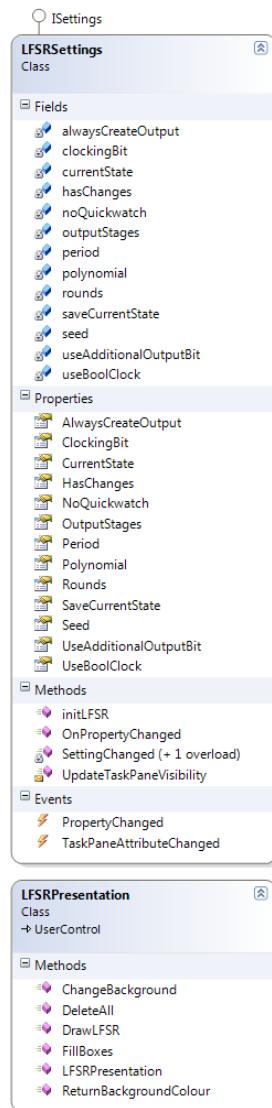 ISettings
LFSRSettings
Class
Fields
alwaysCreateOutput
clockingBit
currentState
hasChanges
noQuickwatch
outputStages
period
polynomial
rounds
saveCurrentState
seed
useAdditionalOutputBit
useBoolClock
Properties
AlwaysCreateOutput
ClockingBit
CurrentState
HasChanges
NoQuickwatch
OutputStages
Period
Polynomial
Rounds
SaveCurrentState
Seed
UseAdditionalOutputBit
UseBoolClock
Methods
initLFSR
OnPropertyChanged
SettingChanged (+ 1 overload)
UpdateTaskPaneVisibility
Events
PropertyChanged
TaskPaneAttributeChanged
LFSRPresentation
Class
UserControl
Methods
ChangeBackground
DeleteAll
DrawLFSR
FillBoxes
LFSRPresentation
ReturnBackgroundColour